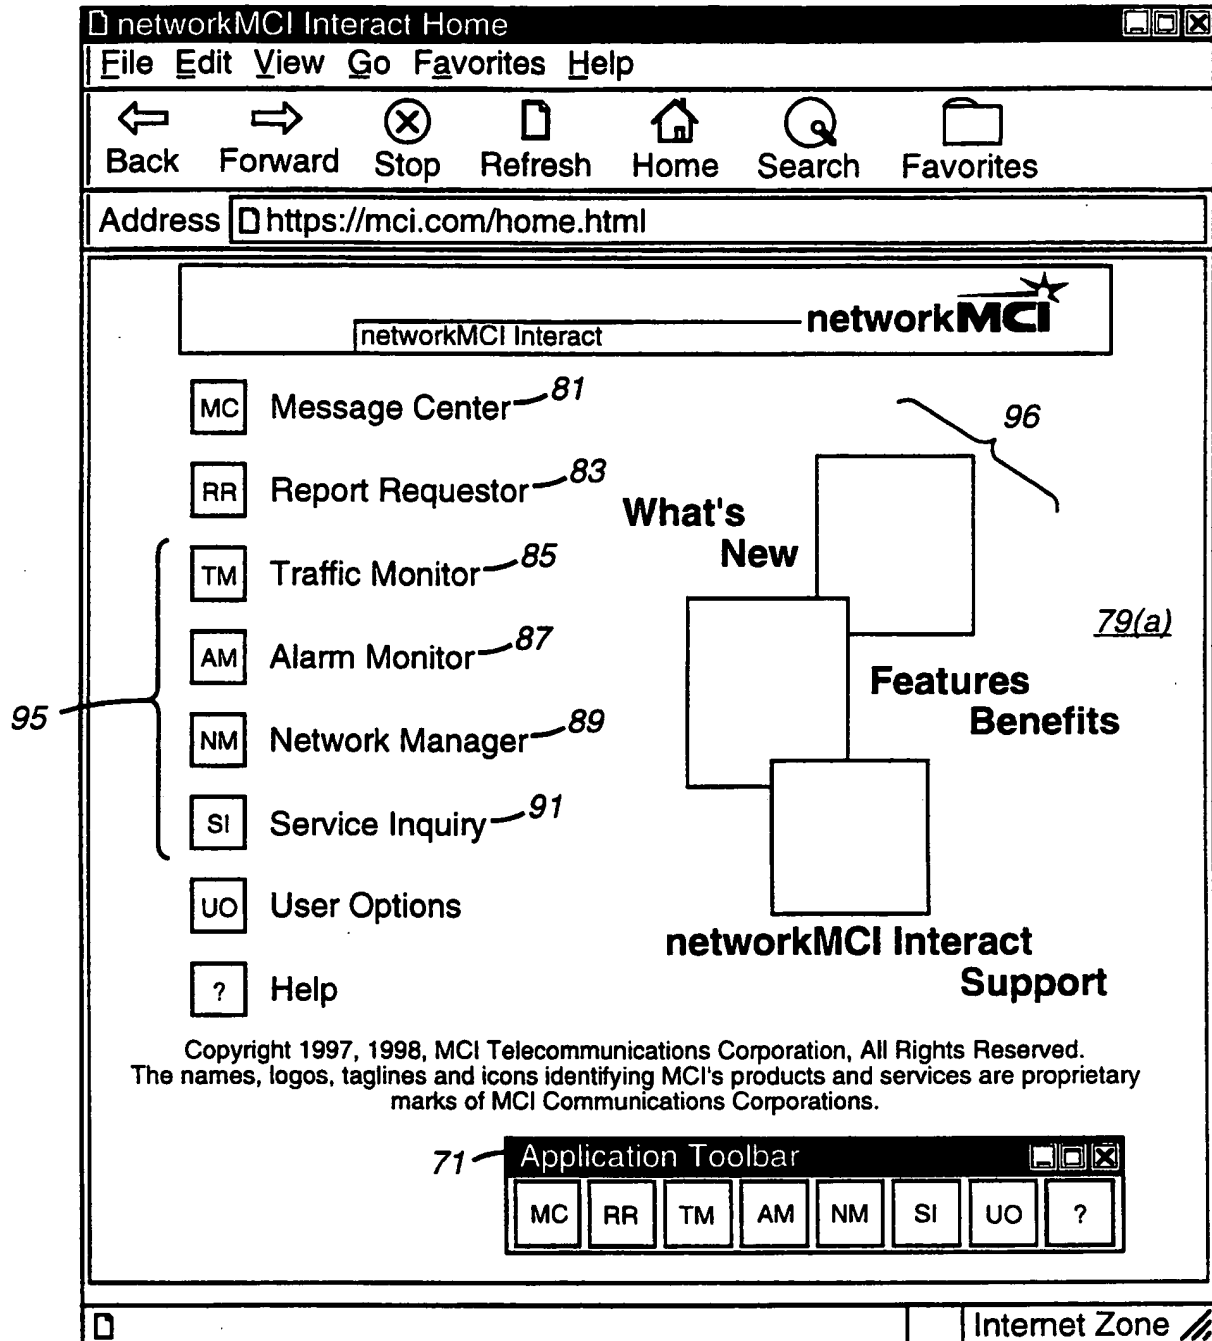 networkMCI Interact Home
File Edit View Go Favorites Help
Back Forward Stop Refresh Home Search Favorites
Address https://mci.com/home.html
networkMCI
networkMCI Interact
MC Message Center 81
96
RR Report Requestor 83
What's
New
TM Traffic Monitor 85
79(a)
AM Alarm Monitor 87
Features
Benefits
95
NM Network Manager 89
SI Service Inquiry 91
UO User Options
networkMCI Interact
Support
? Help
Copyright 1997, 1998, MCI Telecommunications Corporation, All Rights Reserved.
The names, logos, taglines and icons identifying MCI's products and services are proprietary
marks of MCI Communications Corporations.
71 Application Toolbar
MC RR TM AM NM SI UO ?
Internet Zone